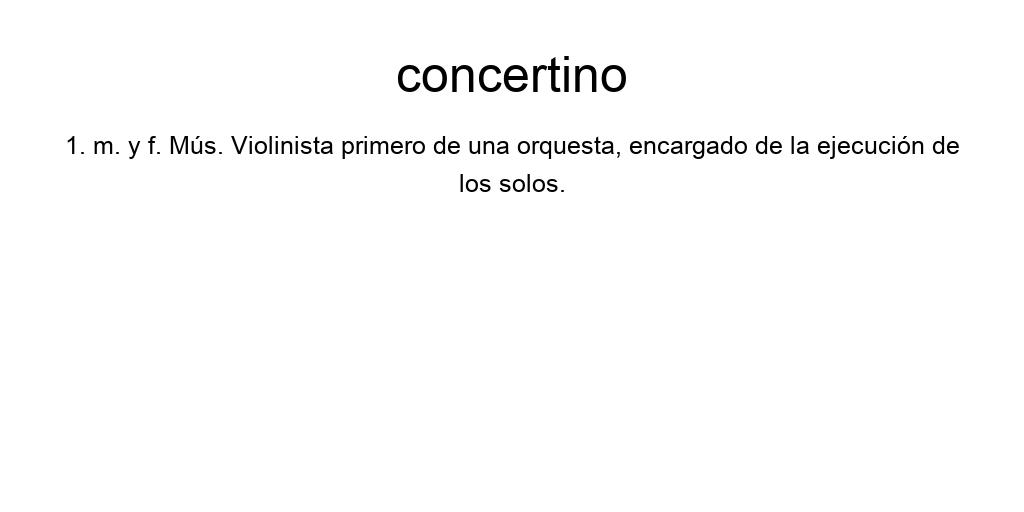 concertino
1. m. y f. Mús. Violinista primero de una orquesta, encargado de la ejecución de
los solos.